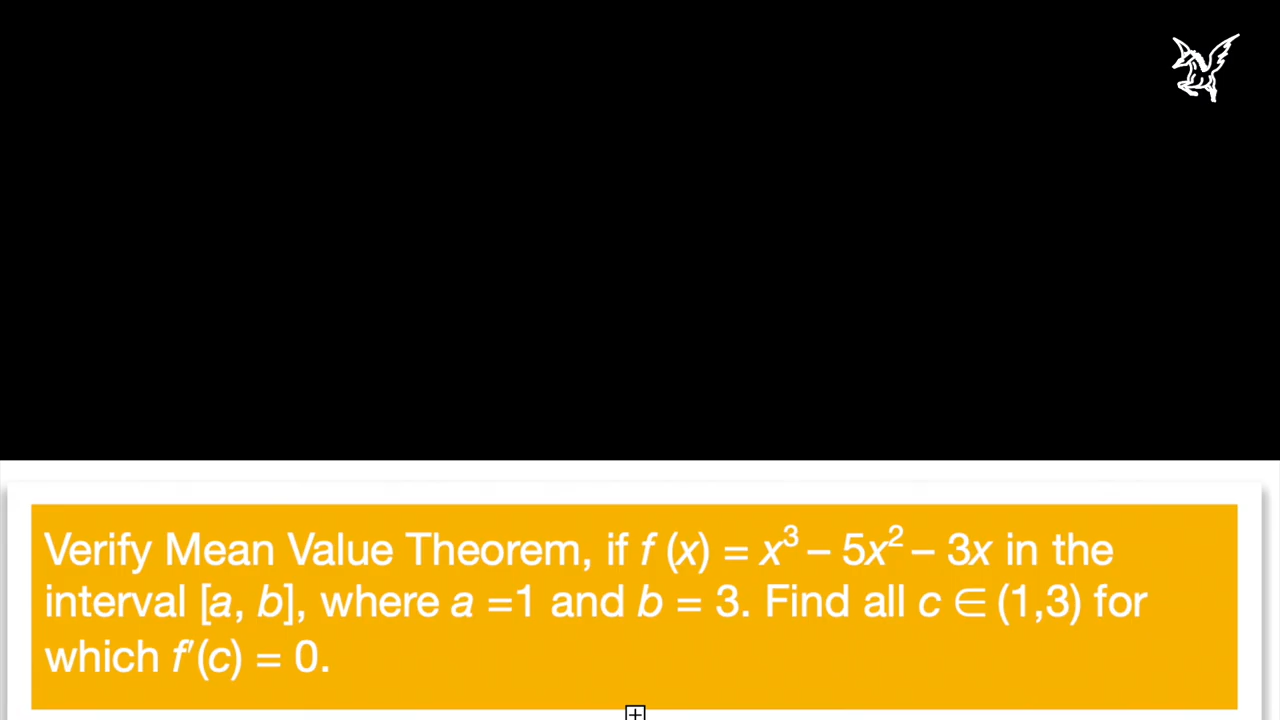 Verify Mean Value Theorem, if f (x) = x³ – 5x² – 3x in the
interval [a, b], where a =1 and b = 3. Find all c ∈ (1,3) for
which f′(c) = 0.